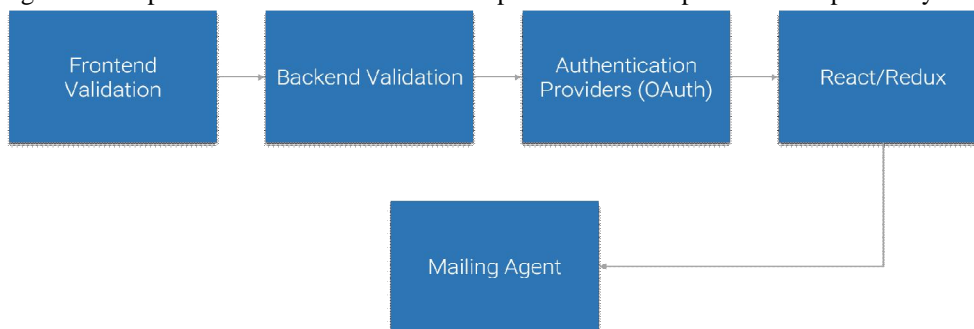 Frontend
Validation
Backend Validation
Authentication
Providers (OAuth)
React/Redux
Mailing Agent